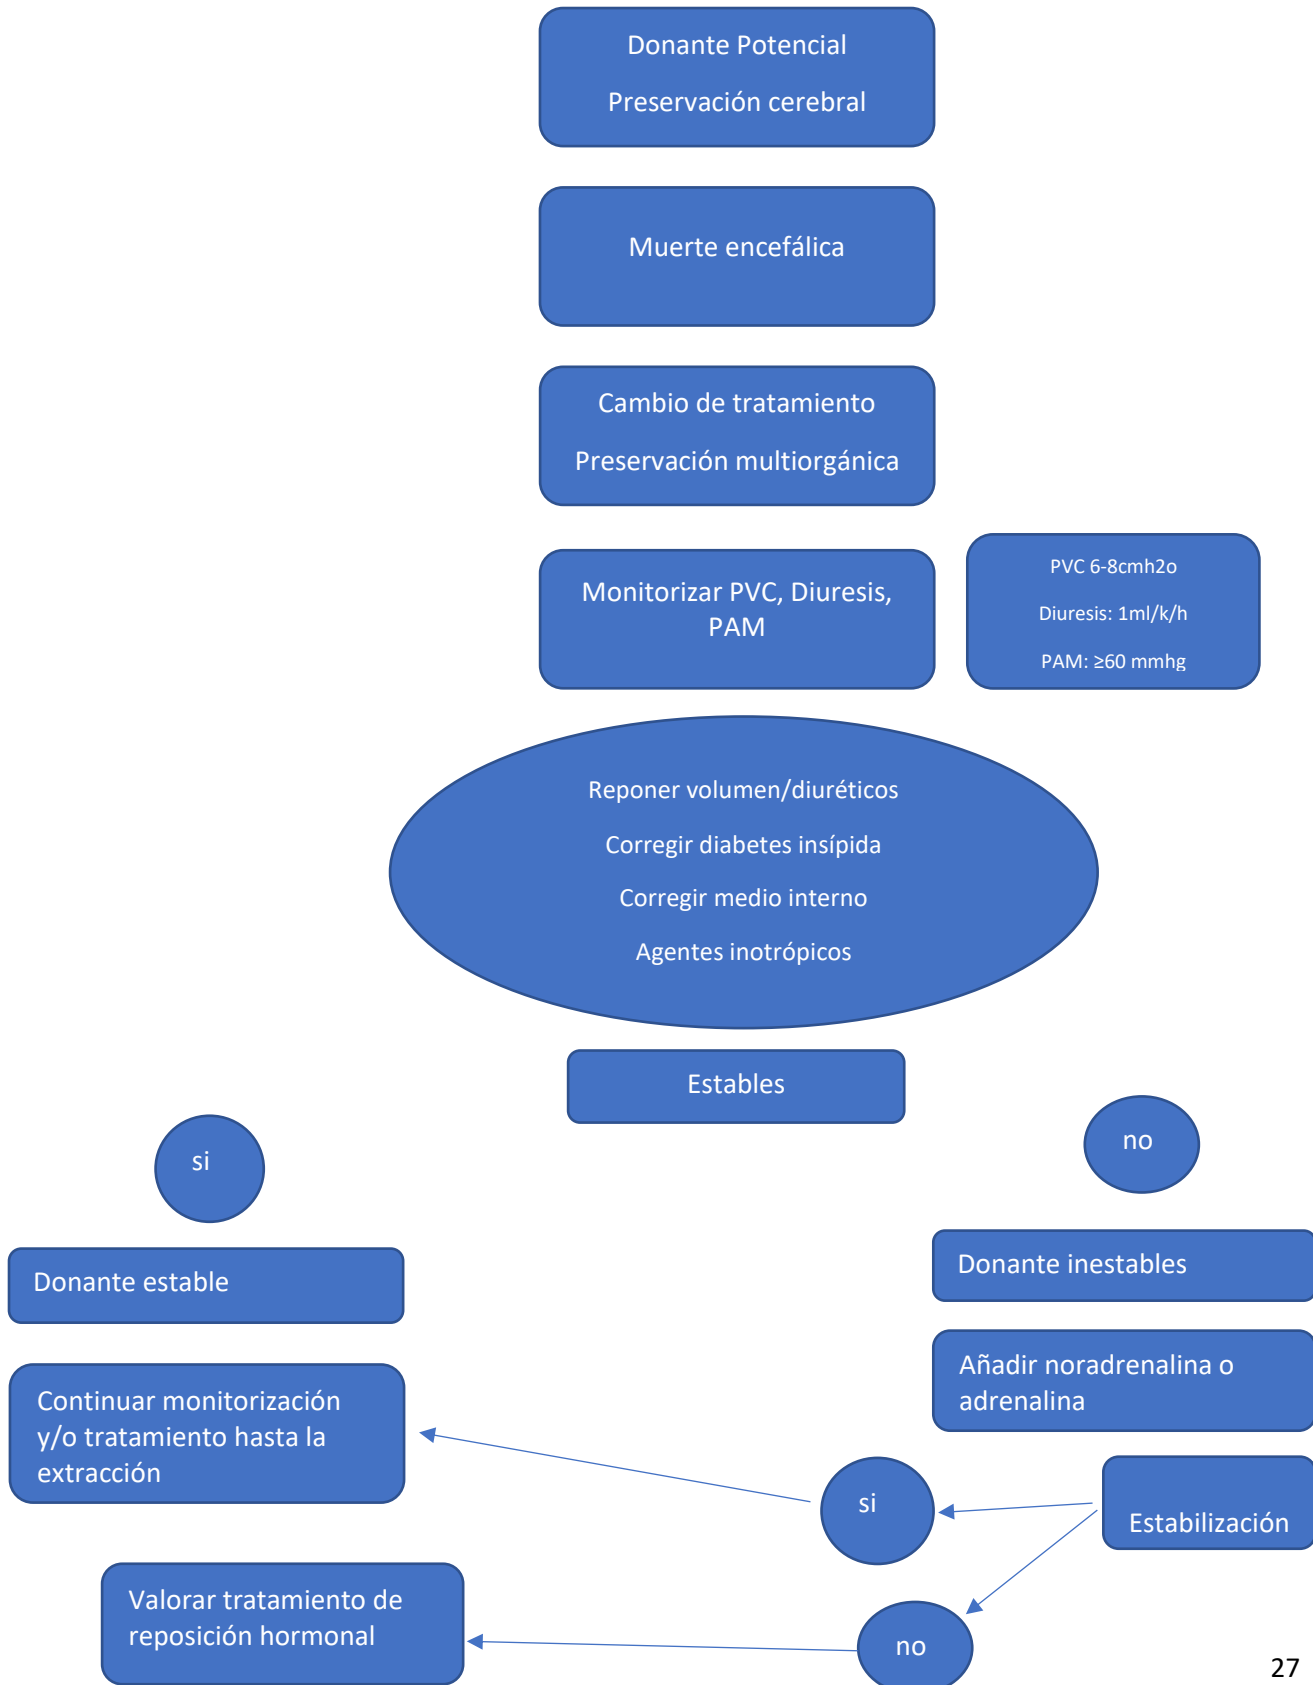 Donante Potencial
Preservación cerebral
Muerte encefálica
Cambio de tratamiento
Preservación multiorgánica
Monitorizar PVC, Diuresis,
PAM
PVC 6-8cmh2o
Diuresis: 1ml/k/h
PAM: ≥60 mmhg
Reponer volumen/diuréticos
Corregir diabetes insípida
Corregir medio interno
Agentes inotrópicos
Estables
si
no
Donante estable
Donante inestables
Añadir noradrenalina o
adrenalina
Continuar monitorización
y/o tratamiento hasta la
extracción
si
Estabilización
Valorar tratamiento de
reposición hormonal
no
27